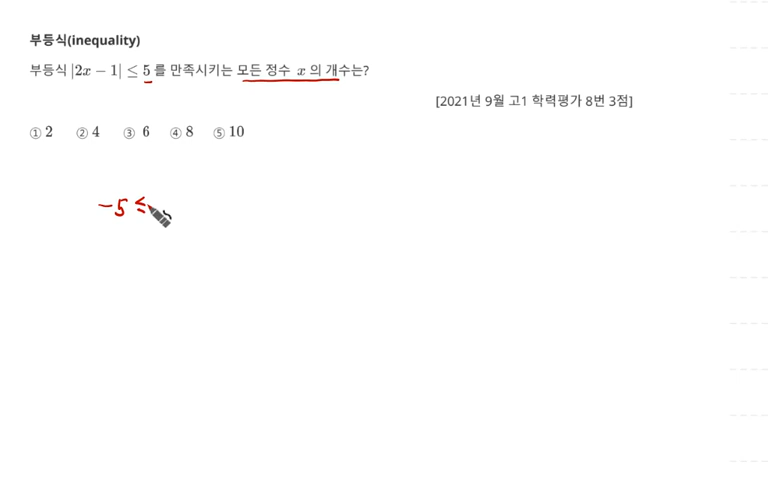 부등식(inequality)
부등식 |2x − 1| ≤ 5 를 만족시키는 모든 정수 x 의 개수는?
[2021년 9월 고1 학력평가 8번 3점]
① 2 ② 4 ③ 6 ④ 8 ⑤ 10
−5 ≤